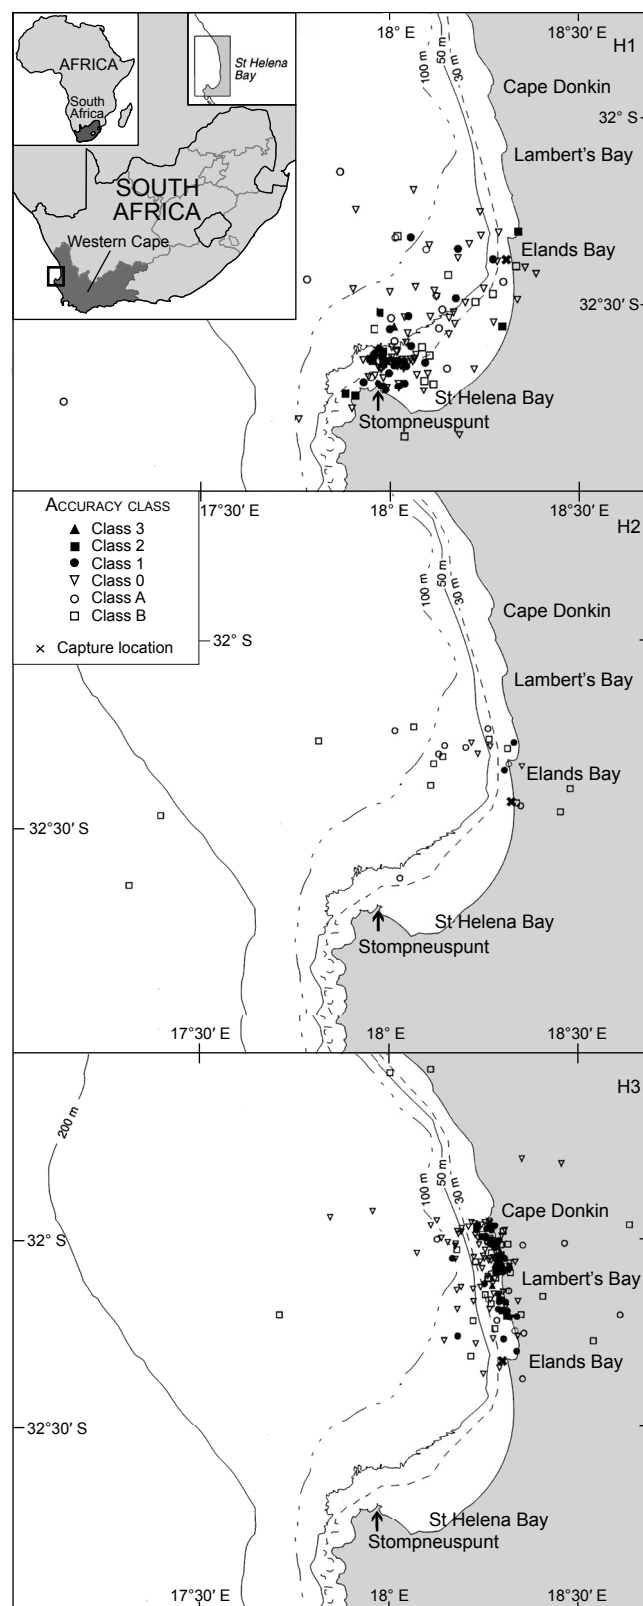 18° E
18°30′ E
H1
AFRICA
South
Africa
St Helena
Bay
SOUTH
AFRICA
Western Cape
100 m
50 m
30 m
Cape Donkin
32° S
Lambert's Bay
Elands Bay
32°30′ S
St Helena Bay
Stompneuspunt
17°30′ E
18° E
18°30′ E
H2
ACCURACY CLASS
Class 3
Class 2
Class 1
Class 0
Class A
Class B
× Capture location
100 m
50 m
30 m
Cape Donkin
32° S
Lambert's Bay
Elands Bay
32°30′ S
St Helena Bay
Stompneuspunt
17°30′ E
18° E
18°30′ E
H3
200 m
100 m
50 m
30 m
Cape Donkin
32° S
Lambert's Bay
Elands Bay
32°30′ S
St Helena Bay
Stompneuspunt
17°30′ E
18° E
18°30′ E